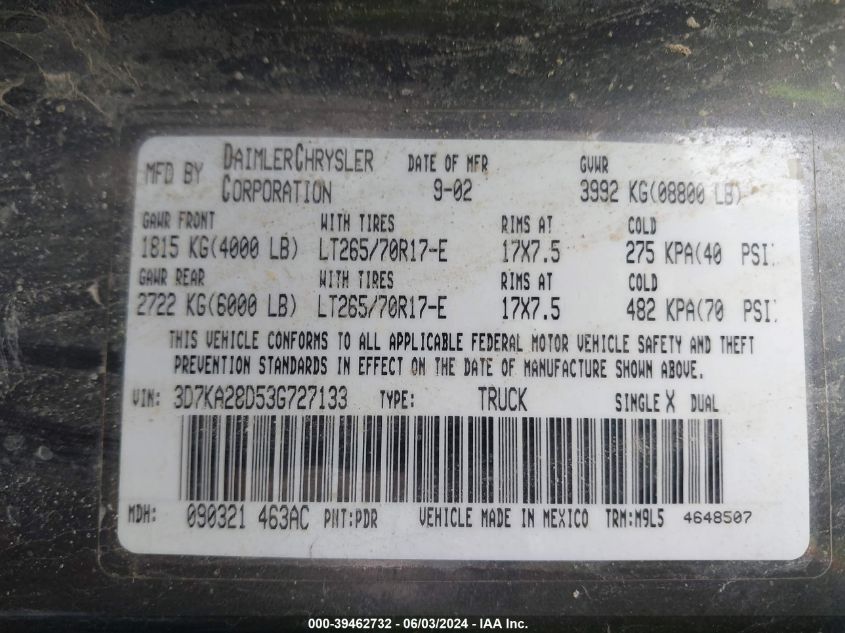 MFD BY DAIMLERCHRYSLER CORPORATION DATE OF MFR 9-02 GVWR 3992 KG(08800 LB)
GAWR FRONT WITH TIRES RIMS AT COLD
1815 KG(4000 LB) LT265/70R17-E 17X7.5 275 KPA(40 PSI)
GAWR REAR WITH TIRES RIMS AT COLD
2722 KG(6000 LB) LT265/70R17-E 17X7.5 482 KPA(70 PSI)
THIS VEHICLE CONFORMS TO ALL APPLICABLE FEDERAL MOTOR VEHICLE SAFETY AND THEFT
PREVENTION STANDARDS IN EFFECT ON THE DATE OF MANUFACTURE SHOWN ABOVE.
VIN: 3D7KA28D53G727133 TYPE: TRUCK SINGLE X DUAL
MDH: 090321 463AC PNT:PDR VEHICLE MADE IN MEXICO TRM:M9L5 4648507
000-39462732 - 06/03/2024 - IAA Inc.